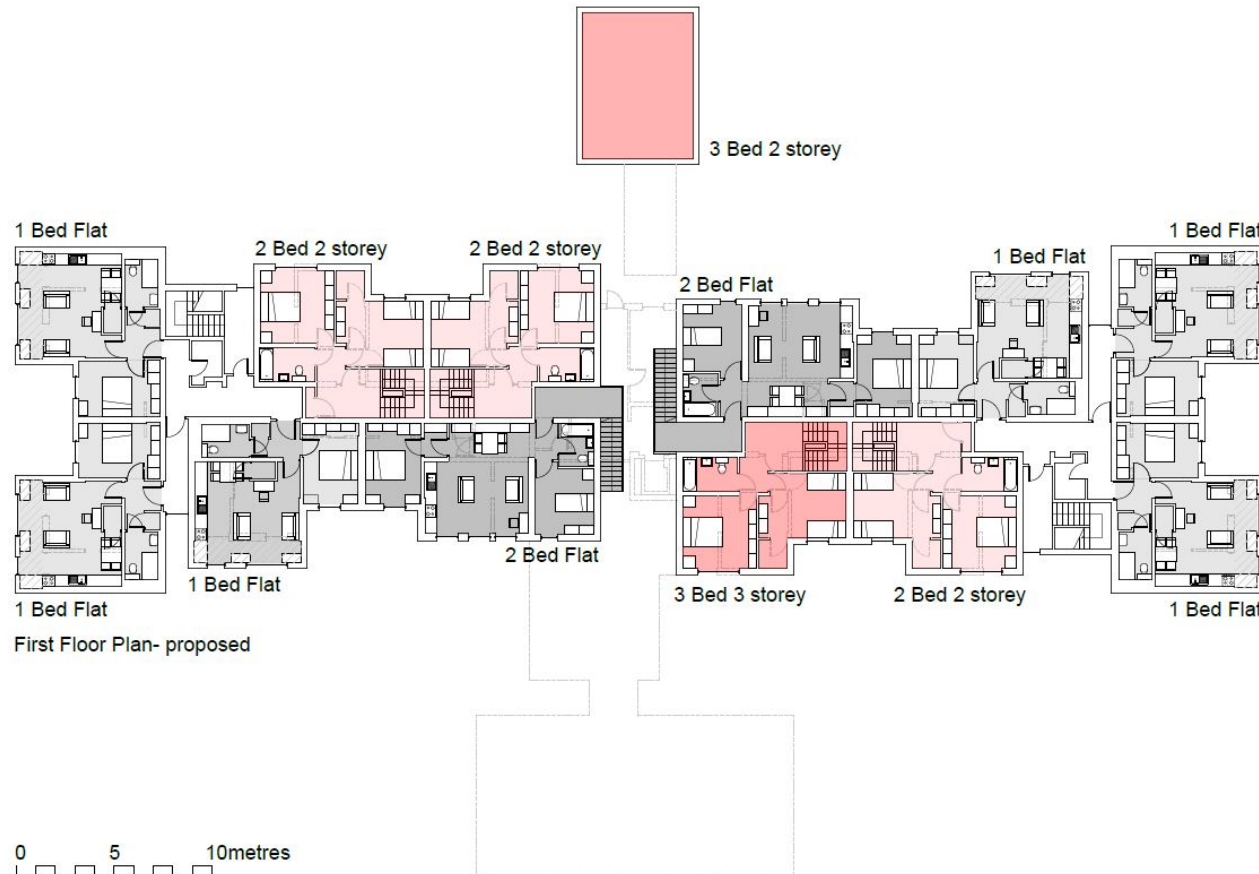 3 Bed 2 storey
1 Bed Flat
2 Bed 2 storey
2 Bed 2 storey
2 Bed Flat
1 Bed Flat
1 Bed Flat
1 Bed Flat
1 Bed Flat
2 Bed Flat
3 Bed 3 storey
2 Bed 2 storey
1 Bed Flat
First Floor Plan- proposed
0 5 10metres